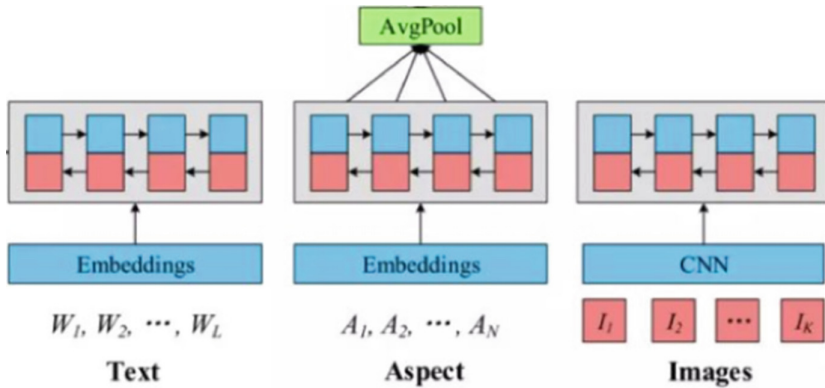 AvgPool
Embeddings Embeddings CNN
W1, W2, ..., WL A1, A2, ..., AN I1 I2 ... IK
Text Aspect Images